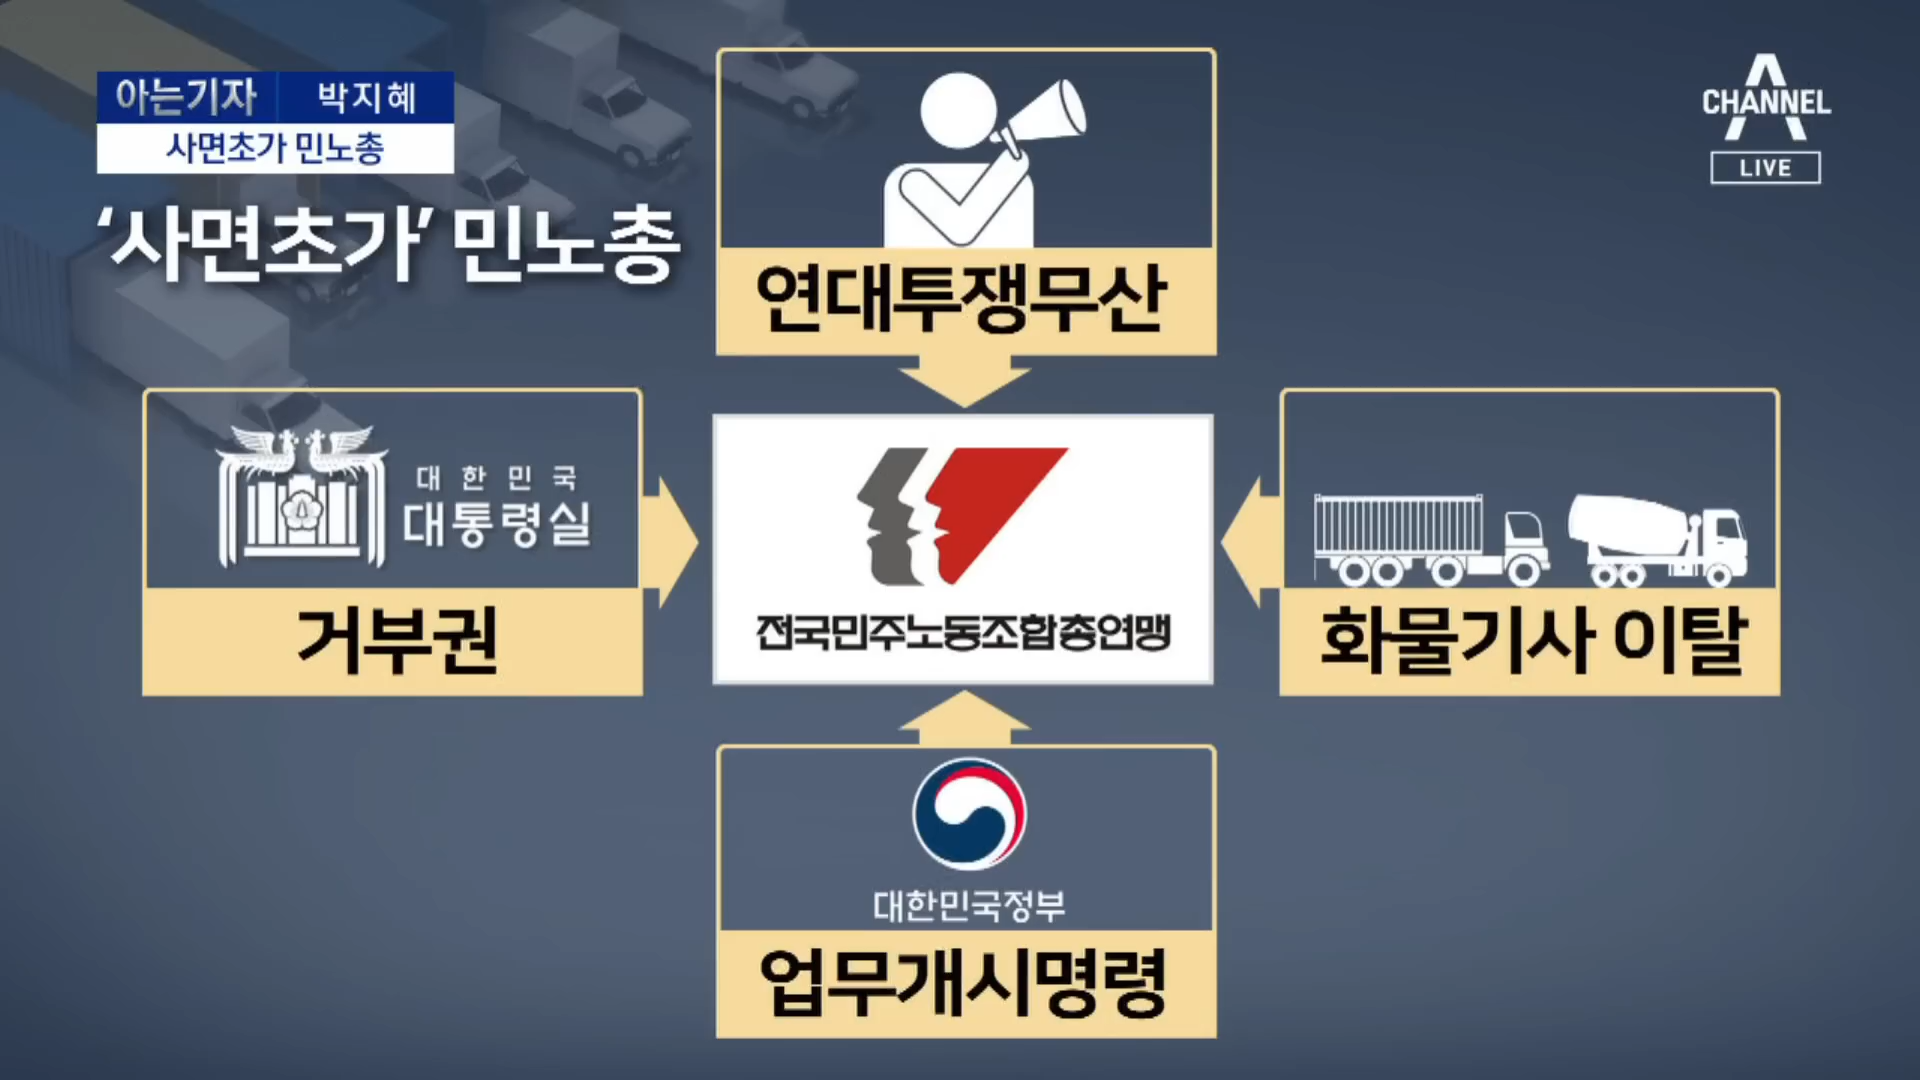 아는기자 박지혜
사면초가 민노총
‘사면초가’ 민노총
CHANNEL A
LIVE
연대투쟁무산
대한민국
대통령실
거부권
전국민주노동조합총연맹
화물기사 이탈
대한민국정부
업무개시명령